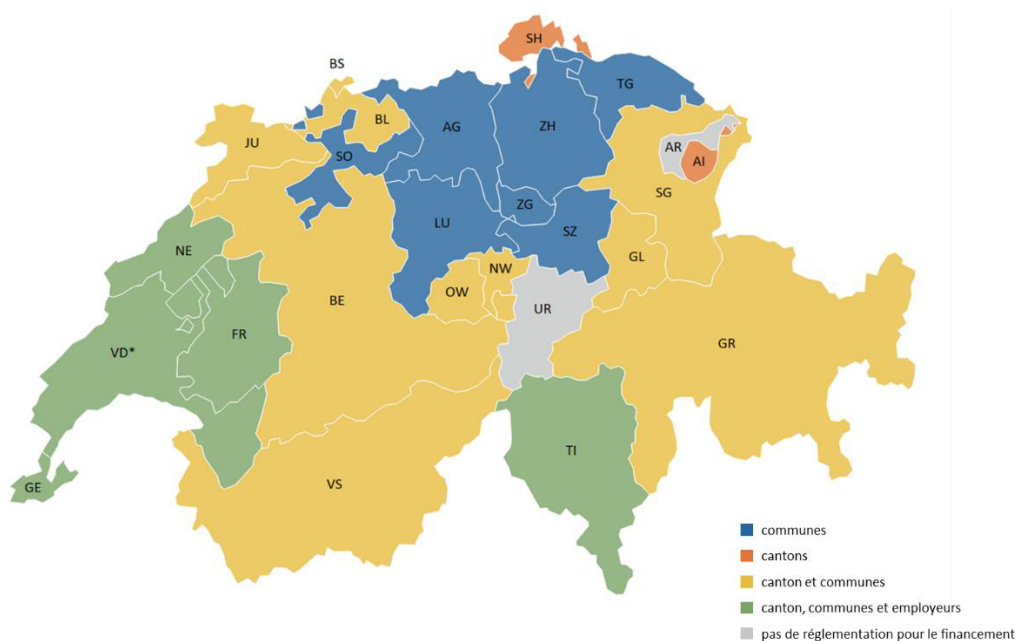 SH
BS
TG
BL
AG
ZH
JU
SO
AR
AI
ZG
SG
LU
SZ
NE
NW
GL
OW
BE
UR
FR
GR
VD*
TI
VS
GE
communes
cantons
canton et communes
canton, communes et employeurs
pas de réglementation pour le financement